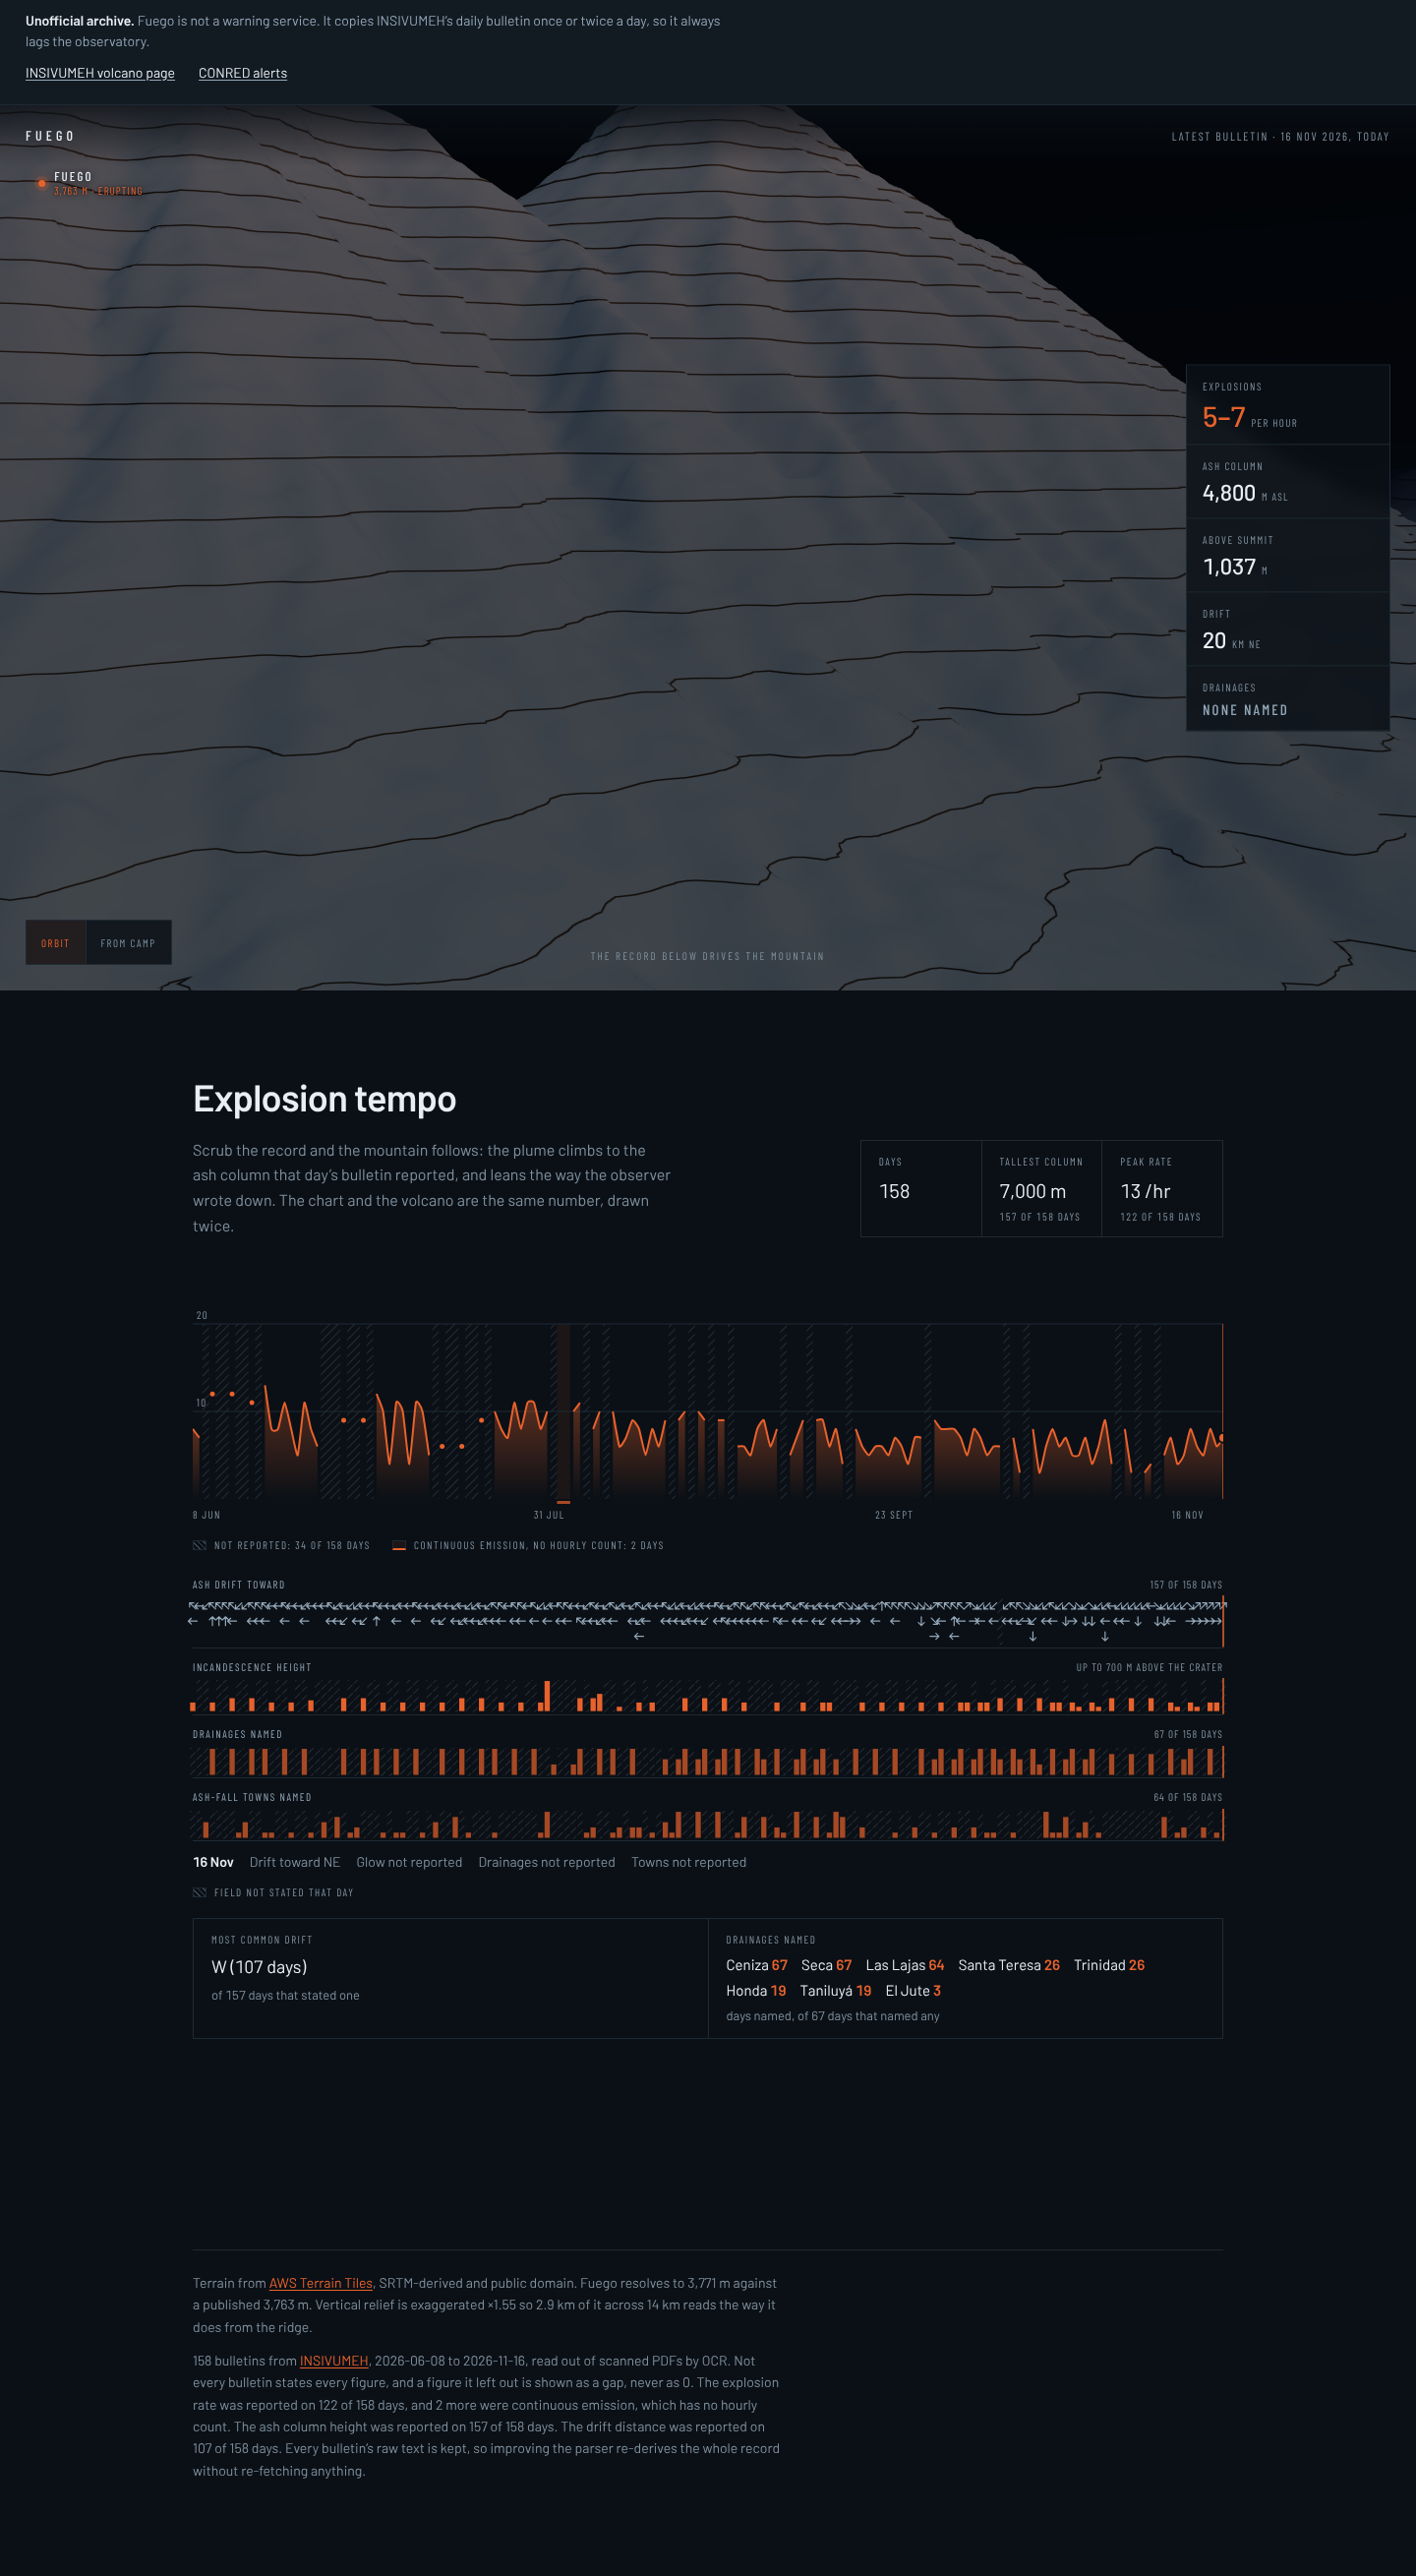 Unofficial archive. Fuego is not a warning service. It copies INSIVUMEH's daily bulletin once or twice a day, so it always
lags the observatory.
INSIVUMEH volcano page CONRED alerts
FUEGO
LATEST BULLETIN · 16 NOV 2026, TODAY
FUEGO
3,763 M · ERUPTING
EXPLOSIONS
5–7 PER HOUR
ASH COLUMN
4,800 M ASL
ABOVE SUMMIT
1,037 M
DRIFT
20 KM NE
DRAINAGES
NONE NAMED
ORBIT FROM CAMP
THE RECORD BELOW DRIVES THE MOUNTAIN
Explosion tempo
Scrub the record and the mountain follows: the plume climbs to the
ash column that day's bulletin reported, and leans the way the observer
wrote down. The chart and the volcano are the same number, drawn
twice.
DAYS
158
TALLEST COLUMN
7,000 m
157 OF 158 DAYS
PEAK RATE
13 /hr
122 OF 158 DAYS
20
10
8 JUN 31 JUL 23 SEPT 16 NOV
NOT REPORTED: 34 OF 158 DAYS CONTINUOUS EMISSION, NO HOURLY COUNT: 2 DAYS
ASH DRIFT TOWARD 157 OF 158 DAYS
INCANDESCENCE HEIGHT UP TO 700 M ABOVE THE CRATER
DRAINAGES NAMED 67 OF 158 DAYS
ASH-FALL TOWNS NAMED 64 OF 158 DAYS
16 Nov Drift toward NE Glow not reported Drainages not reported Towns not reported
FIELD NOT STATED THAT DAY
MOST COMMON DRIFT
W (107 days)
of 157 days that stated one
DRAINAGES NAMED
Ceniza 67 Seca 67 Las Lajas 64 Santa Teresa 26 Trinidad 26
Honda 19 Taniluyá 19 El Jute 3
days named, of 67 days that named any
Terrain from AWS Terrain Tiles, SRTM-derived and public domain. Fuego resolves to 3,771 m against
a published 3,763 m. Vertical relief is exaggerated ×1.55 so 2.9 km of it across 14 km reads the way it
does from the ridge.
158 bulletins from INSIVUMEH, 2026-06-08 to 2026-11-16, read out of scanned PDFs by OCR. Not
every bulletin states every figure, and a figure it left out is shown as a gap, never as 0. The explosion
rate was reported on 122 of 158 days, and 2 more were continuous emission, which has no hourly
count. The ash column height was reported on 157 of 158 days. The drift distance was reported on
107 of 158 days. Every bulletin's raw text is kept, so improving the parser re-derives the whole record
without re-fetching anything.